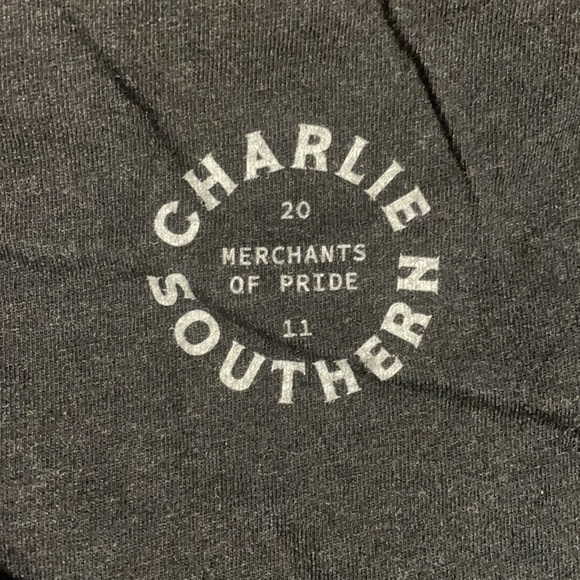 CHARLIE
20
MERCHANTS
OF PRIDE
11
SOUTHERN